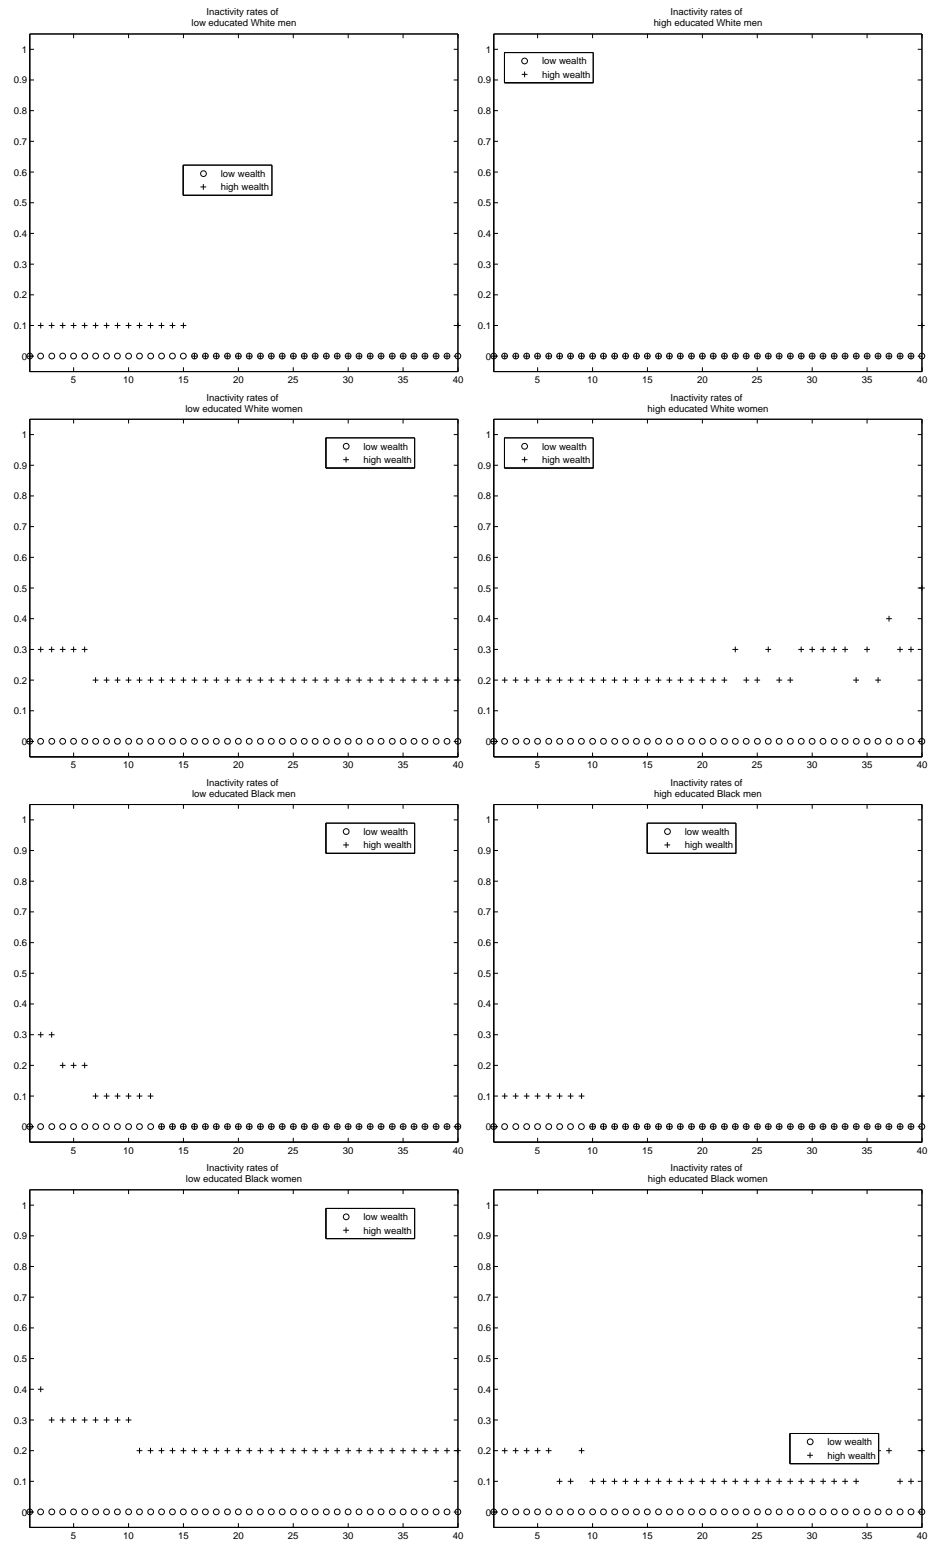 Inactivity rates of
low educated White men
1
0.9
0.8
0.7
0.6
0.5
0.4
0.3
0.2
0.1
0
5 10 15 20 25 30 35 40
low wealth
high wealth
Inactivity rates of
high educated White men
1
0.9
0.8
0.7
0.6
0.5
0.4
0.3
0.2
0.1
0
5 10 15 20 25 30 35 40
low wealth
high wealth
Inactivity rates of
low educated White women
1
0.9
0.8
0.7
0.6
0.5
0.4
0.3
0.2
0.1
0
5 10 15 20 25 30 35 40
low wealth
high wealth
Inactivity rates of
high educated White women
1
0.9
0.8
0.7
0.6
0.5
0.4
0.3
0.2
0.1
0
5 10 15 20 25 30 35 40
low wealth
high wealth
Inactivity rates of
low educated Black men
1
0.9
0.8
0.7
0.6
0.5
0.4
0.3
0.2
0.1
0
5 10 15 20 25 30 35 40
low wealth
high wealth
Inactivity rates of
high educated Black men
1
0.9
0.8
0.7
0.6
0.5
0.4
0.3
0.2
0.1
0
5 10 15 20 25 30 35 40
low wealth
high wealth
Inactivity rates of
low educated Black women
1
0.9
0.8
0.7
0.6
0.5
0.4
0.3
0.2
0.1
0
5 10 15 20 25 30 35 40
low wealth
high wealth
Inactivity rates of
high educated Black women
1
0.9
0.8
0.7
0.6
0.5
0.4
0.3
0.2
0.1
0
5 10 15 20 25 30 35 40
low wealth
high wealth